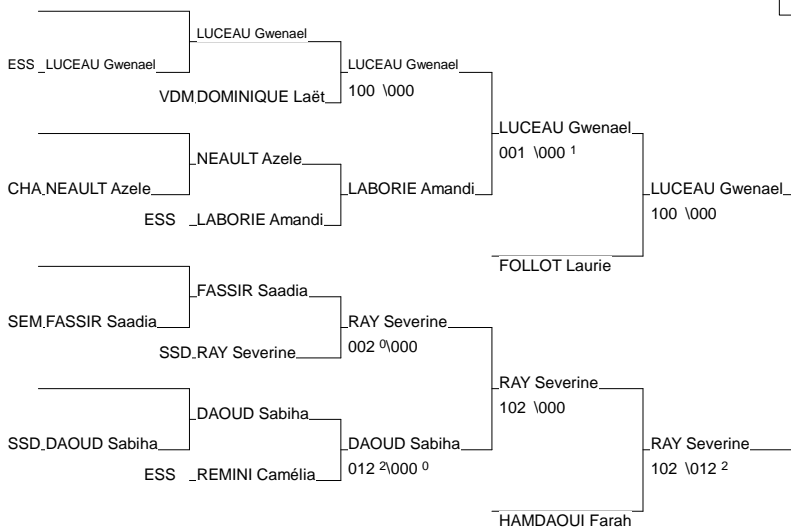 LUCEAU Gwenael
ESS LUCEAU Gwenael
LUCEAU Gwenael
VDM DOMINIQUE Laët
100 \000
LUCEAU Gwenael
001 \000 1
NEAULT Azele
CHA NEAULT Azele
LABORIE Amandi
LUCEAU Gwenael
ESS LABORIE Amandi
100 \000
FOLLOT Laurie
FASSIR Saadia
SEM FASSIR Saadia
RAY Severine
SSD RAY Severine
002 0\000
RAY Severine
102 \000
DAOUD Sabiha
SSD DAOUD Sabiha
DAOUD Sabiha
RAY Severine
ESS REMINI Camélia
012 2\000 0
102 \012 2
HAMDAOUI Farah